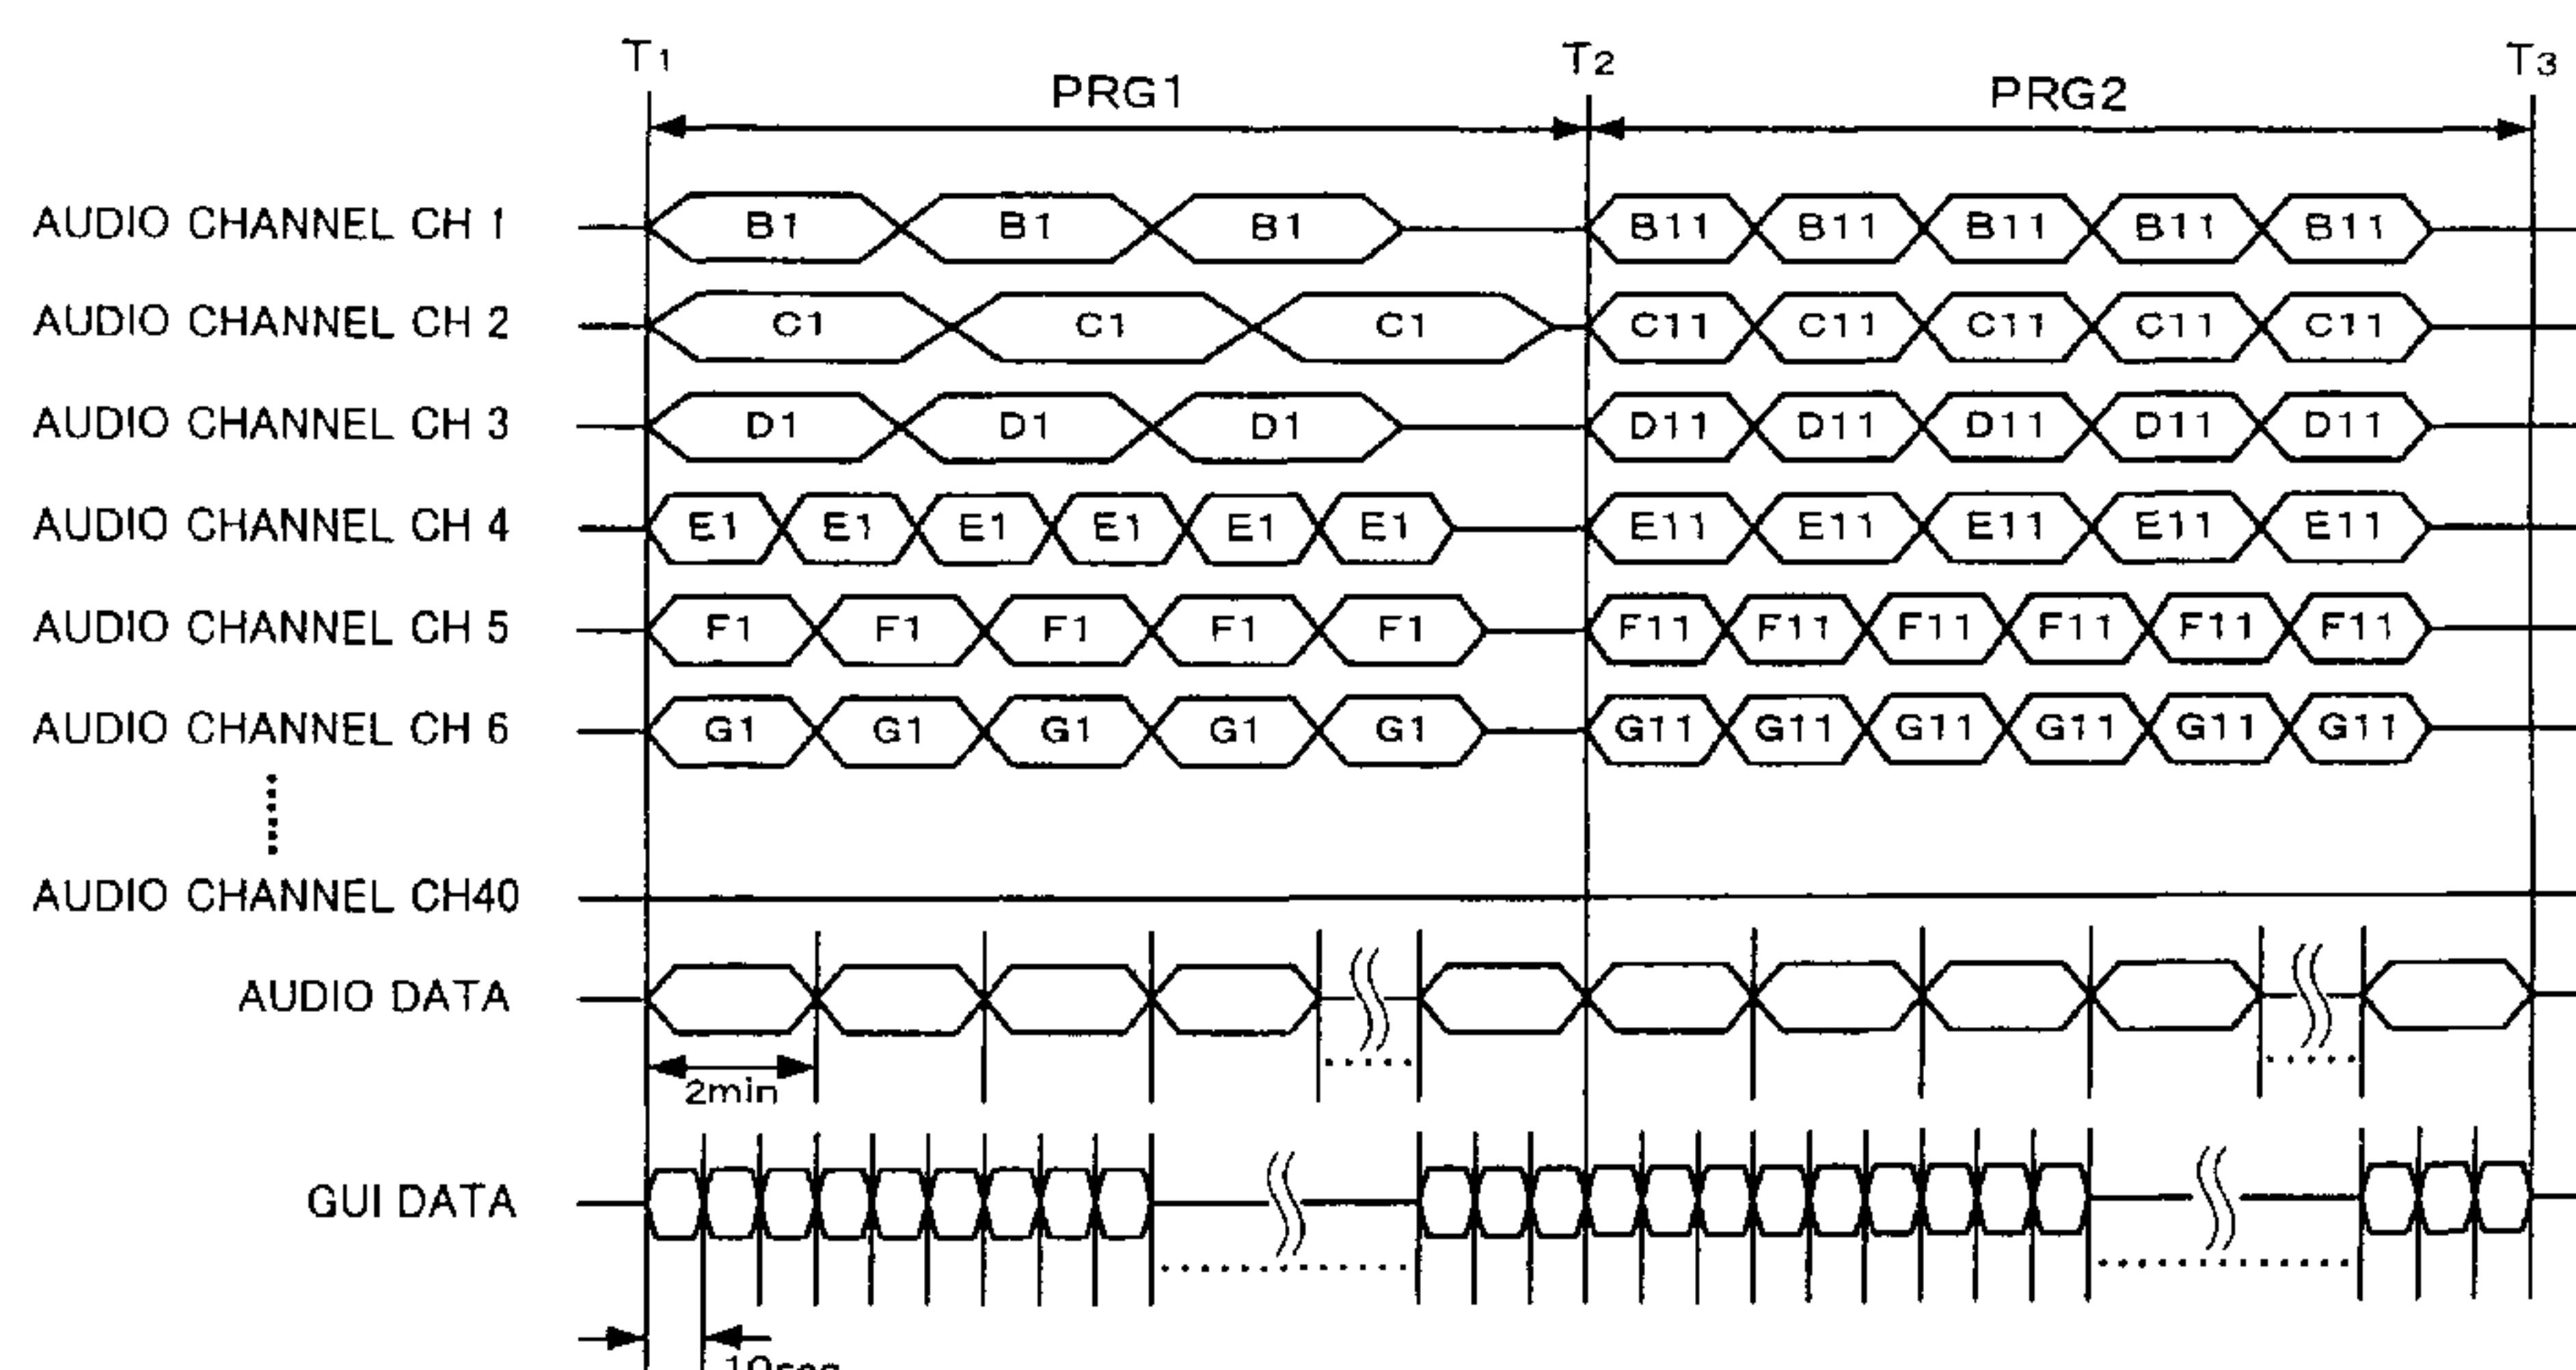 T1 T2 T3
PRG1 PRG2
AUDIO CHANNEL CH 1 B1 B1 B1 B11 B11 B11 B11 B11
AUDIO CHANNEL CH 2 C1 C1 C1 C11 C11 C11 C11 C11
AUDIO CHANNEL CH 3 D1 D1 D1 D11 D11 D11 D11 D11
AUDIO CHANNEL CH 4 E1 E1 E1 E1 E1 E1 E11 E11 E11 E11 E11
AUDIO CHANNEL CH 5 F1 F1 F1 F1 F1 F11 F11 F11 F11 F11 F11
AUDIO CHANNEL CH 6 G1 G1 G1 G1 G1 G11 G11 G11 G11 G11 G11
AUDIO CHANNEL CH40
AUDIO DATA
2min
GUI DATA